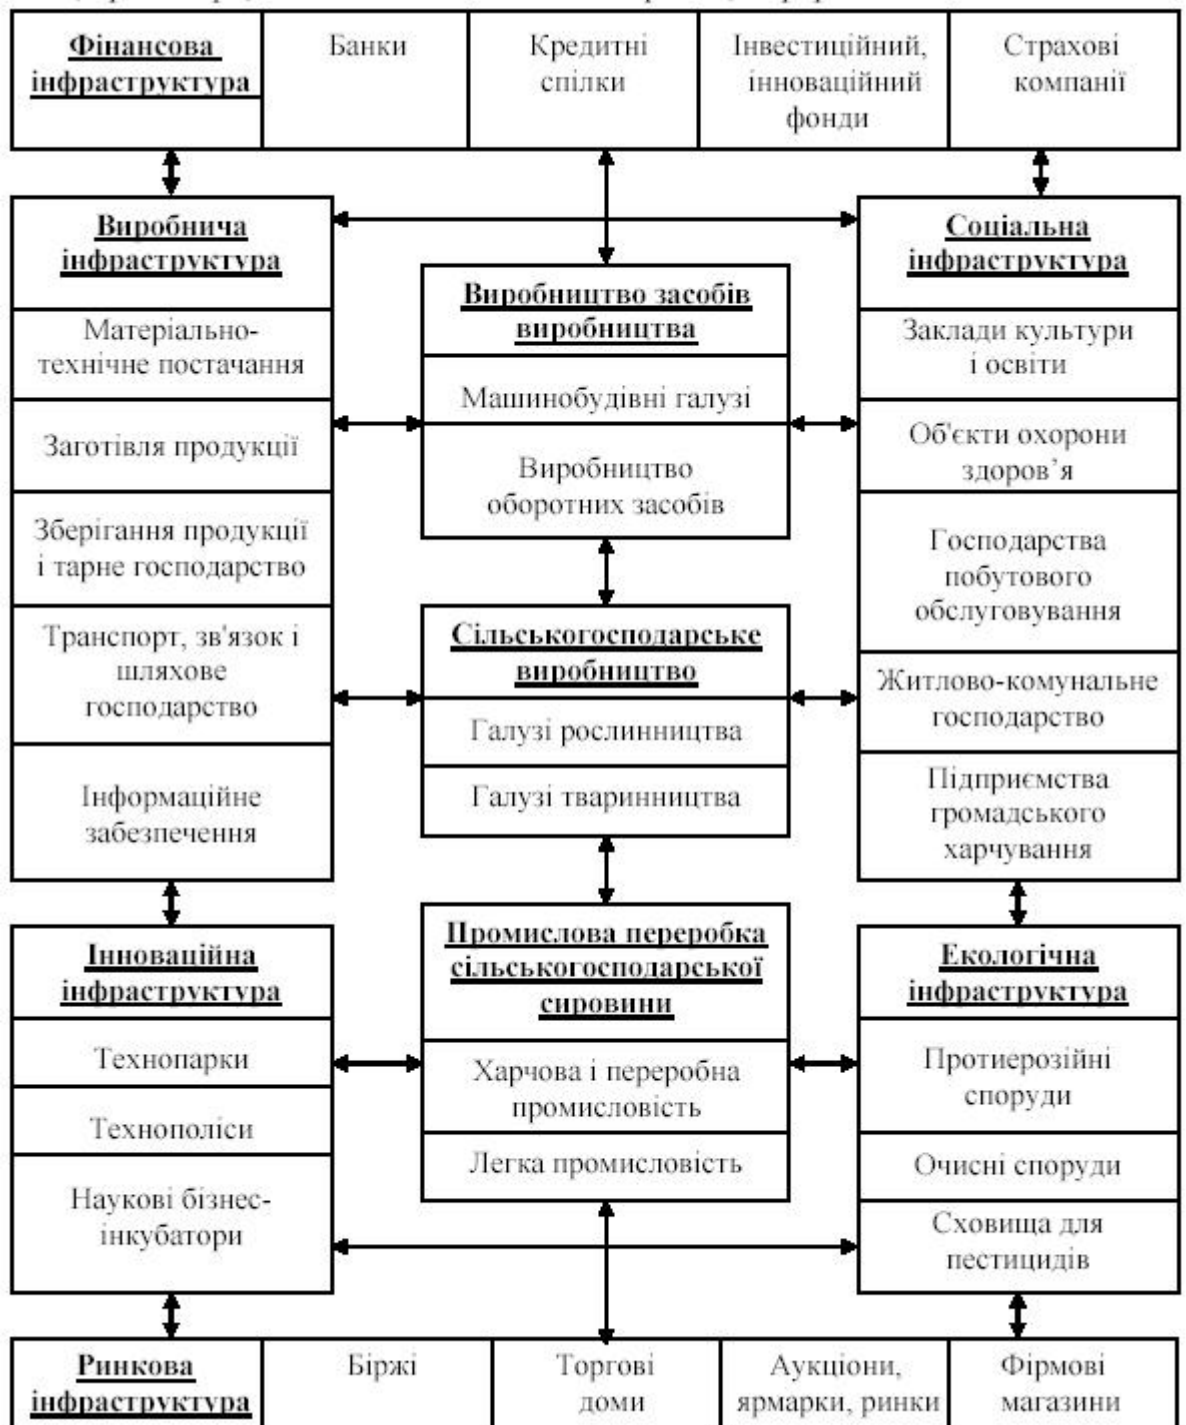 Фінансова
інфраструктура
Банки
Кредитні
спілки
Інвестиційний,
інноваційний
фонди
Страхові
компанії
Виробнича
інфраструктура
Матеріально-
технічне постачання
Заготівля продукції
Зберігання продукції
і тарне господарство
Транспорт, зв'язок і
шляхове
господарство
Інформаційне
забезпечення
Виробництво засобів
виробництва
Машинобудівні галузі
Виробництво
оборотних засобів
Соціальна
інфраструктура
Заклади культури
і освіти
Об'єкти охорони
здоров’я
Господарства
побутового
обслуговування
Житлово-комунальне
господарство
Підприємства
громадського
харчування
Сільськогосподарське
виробництво
Галузі рослинництва
Галузі тваринництва
Інноваційна
інфраструктура
Технопарки
Технополіси
Наукові бізнес-
інкубатори
Промислова переробка
сільськогосподарської
сировини
Харчова і переробна
промисловість
Легка промисловість
Екологічна
інфраструктура
Протиерозійні
споруди
Очисні споруди
Сховища для
пестицидів
Ринкова
інфраструктура
Біржі
Торгові
доми
Аукціони,
ярмарки, ринки
Фірмові
магазини